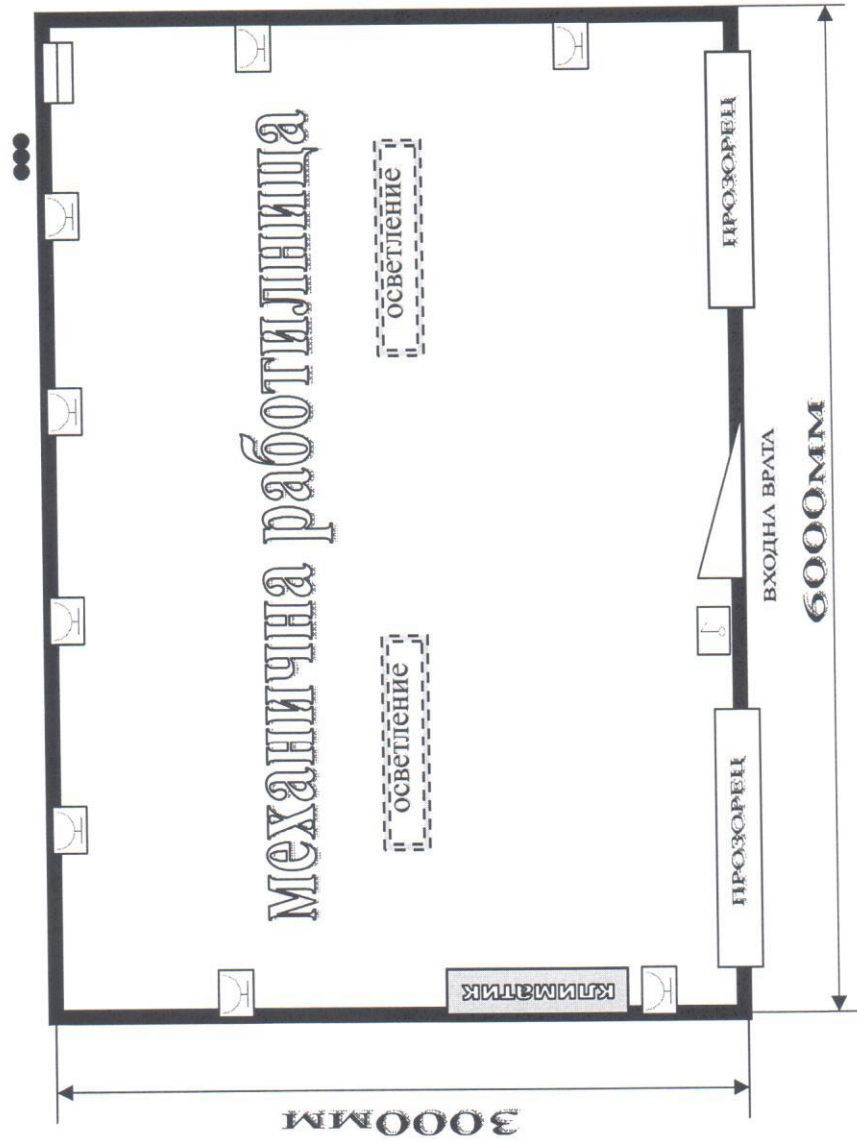 механична работилница
осветление
осветление
климатик
ПРОЗОРЕЦ
ВХОДНА ВРАТА
ПРОЗОРЕЦ
6000мм
3000мм